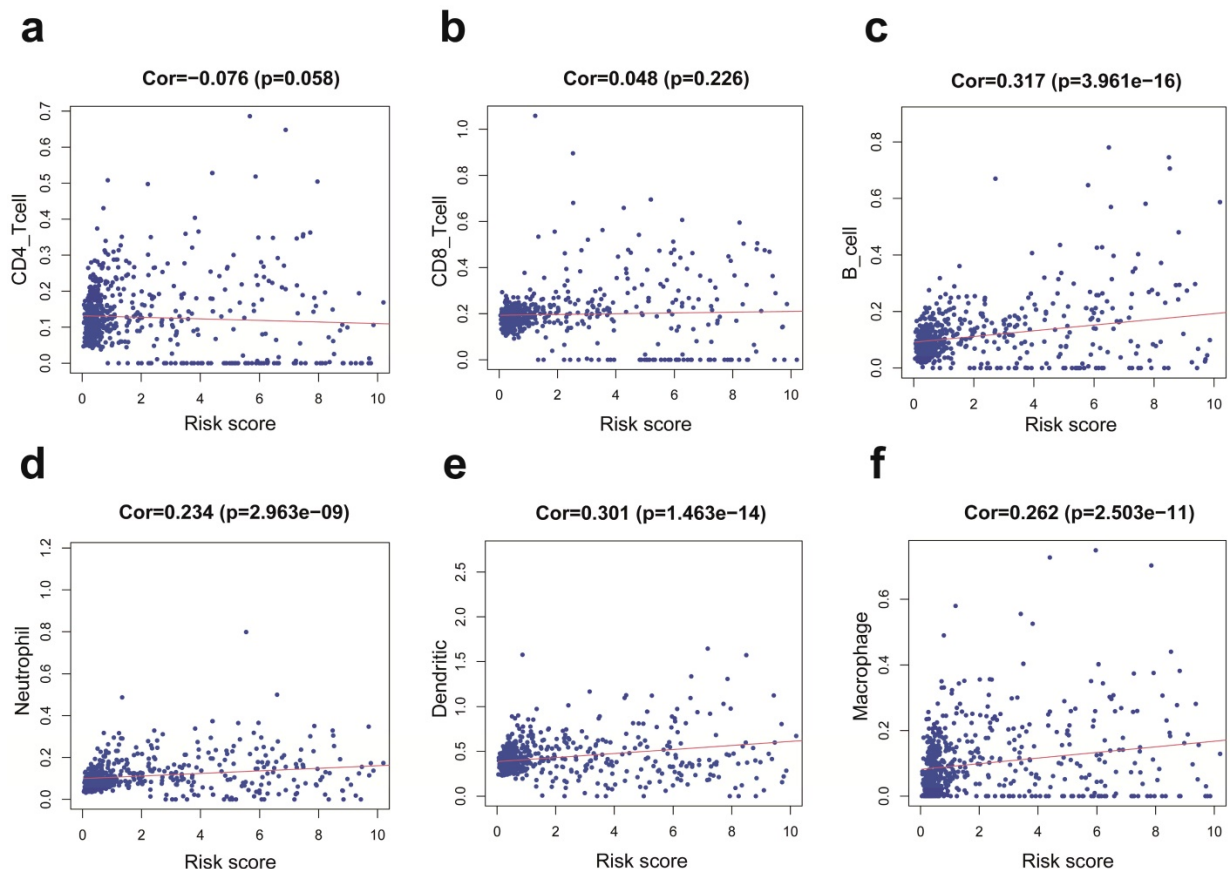 a
Cor=−0.076 (p=0.058)
CD4_Tcell
0.7
0.6
0.5
0.4
0.3
0.2
0.1
0.0
0 2 4 6 8 10
Risk score
b
Cor=0.048 (p=0.226)
CD8_Tcell
1.0
0.8
0.6
0.4
0.2
0.0
0 2 4 6 8 10
Risk score
c
Cor=0.317 (p=3.961e−16)
B_cell
0.8
0.6
0.4
0.2
0.0
0 2 4 6 8 10
Risk score
d
Cor=0.234 (p=2.963e−09)
Neutrophil
1.2
1.0
0.8
0.6
0.4
0.2
0.0
0 2 4 6 8 10
Risk score
e
Cor=0.301 (p=1.463e−14)
Dendritic
2.5
2.0
1.5
1.0
0.5
0.0
0 2 4 6 8 10
Risk score
f
Cor=0.262 (p=2.503e−11)
Macrophage
0.6
0.4
0.2
0.0
0 2 4 6 8 10
Risk score